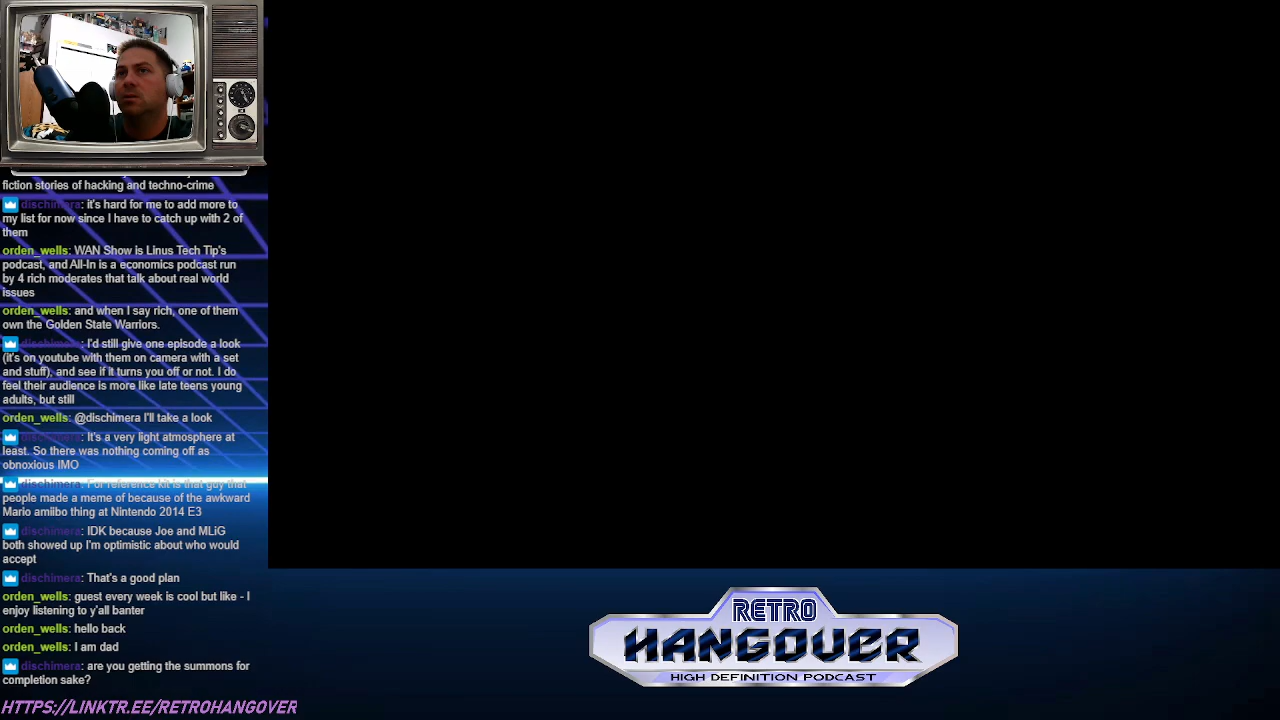 fiction stories of hacking and techno-crime
dischimera: it's hard for me to add more to
my list for now since I have to catch up with 2 of
them
orden_wells: WAN Show is Linus Tech Tip's
podcast, and All-In is a economics podcast run
by 4 rich moderates that talk about real world
issues
orden_wells: and when I say rich, one of them
own the Golden State Warriors.
dischimera: I'd still give one episode a look
(it's on youtube with them on camera with a set
and stuff), and see if it turns you off or not. I do
feel their audience is more like late teens young
adults, but still
orden_wells: @dischimera I'll take a look
dischimera: It's a very light atmosphere at
least. So there was nothing coming off as
obnoxious IMO
dischimera: For reference kit is that guy that
people made a meme of because of the awkward
Mario amiibo thing at Nintendo 2014 E3
dischimera: IDK because Joe and MLiG
both showed up I'm optimistic about who would
accept
dischimera: That's a good plan
orden_wells: guest every week is cool but like - I
enjoy listening to y'all banter
orden_wells: hello back
orden_wells: I am dad
dischimera: are you getting the summons for
completion sake?
HTTPS://LINKTR.EE/RETROHANGOVER
RETRO
HANGOVER
HIGH DEFINITION PODCAST